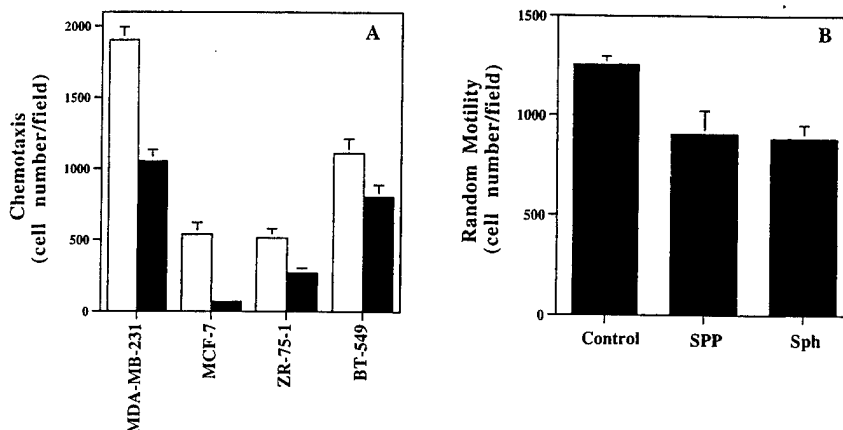 A
Chemotaxis
(cell number/field)
2000
1500
1000
500
0
MDA-MB-231
MCF-7
ZR-75-1
BT-549
B
Random Motility
(cell number/field)
1500
1000
500
0
Control
SPP
Sph